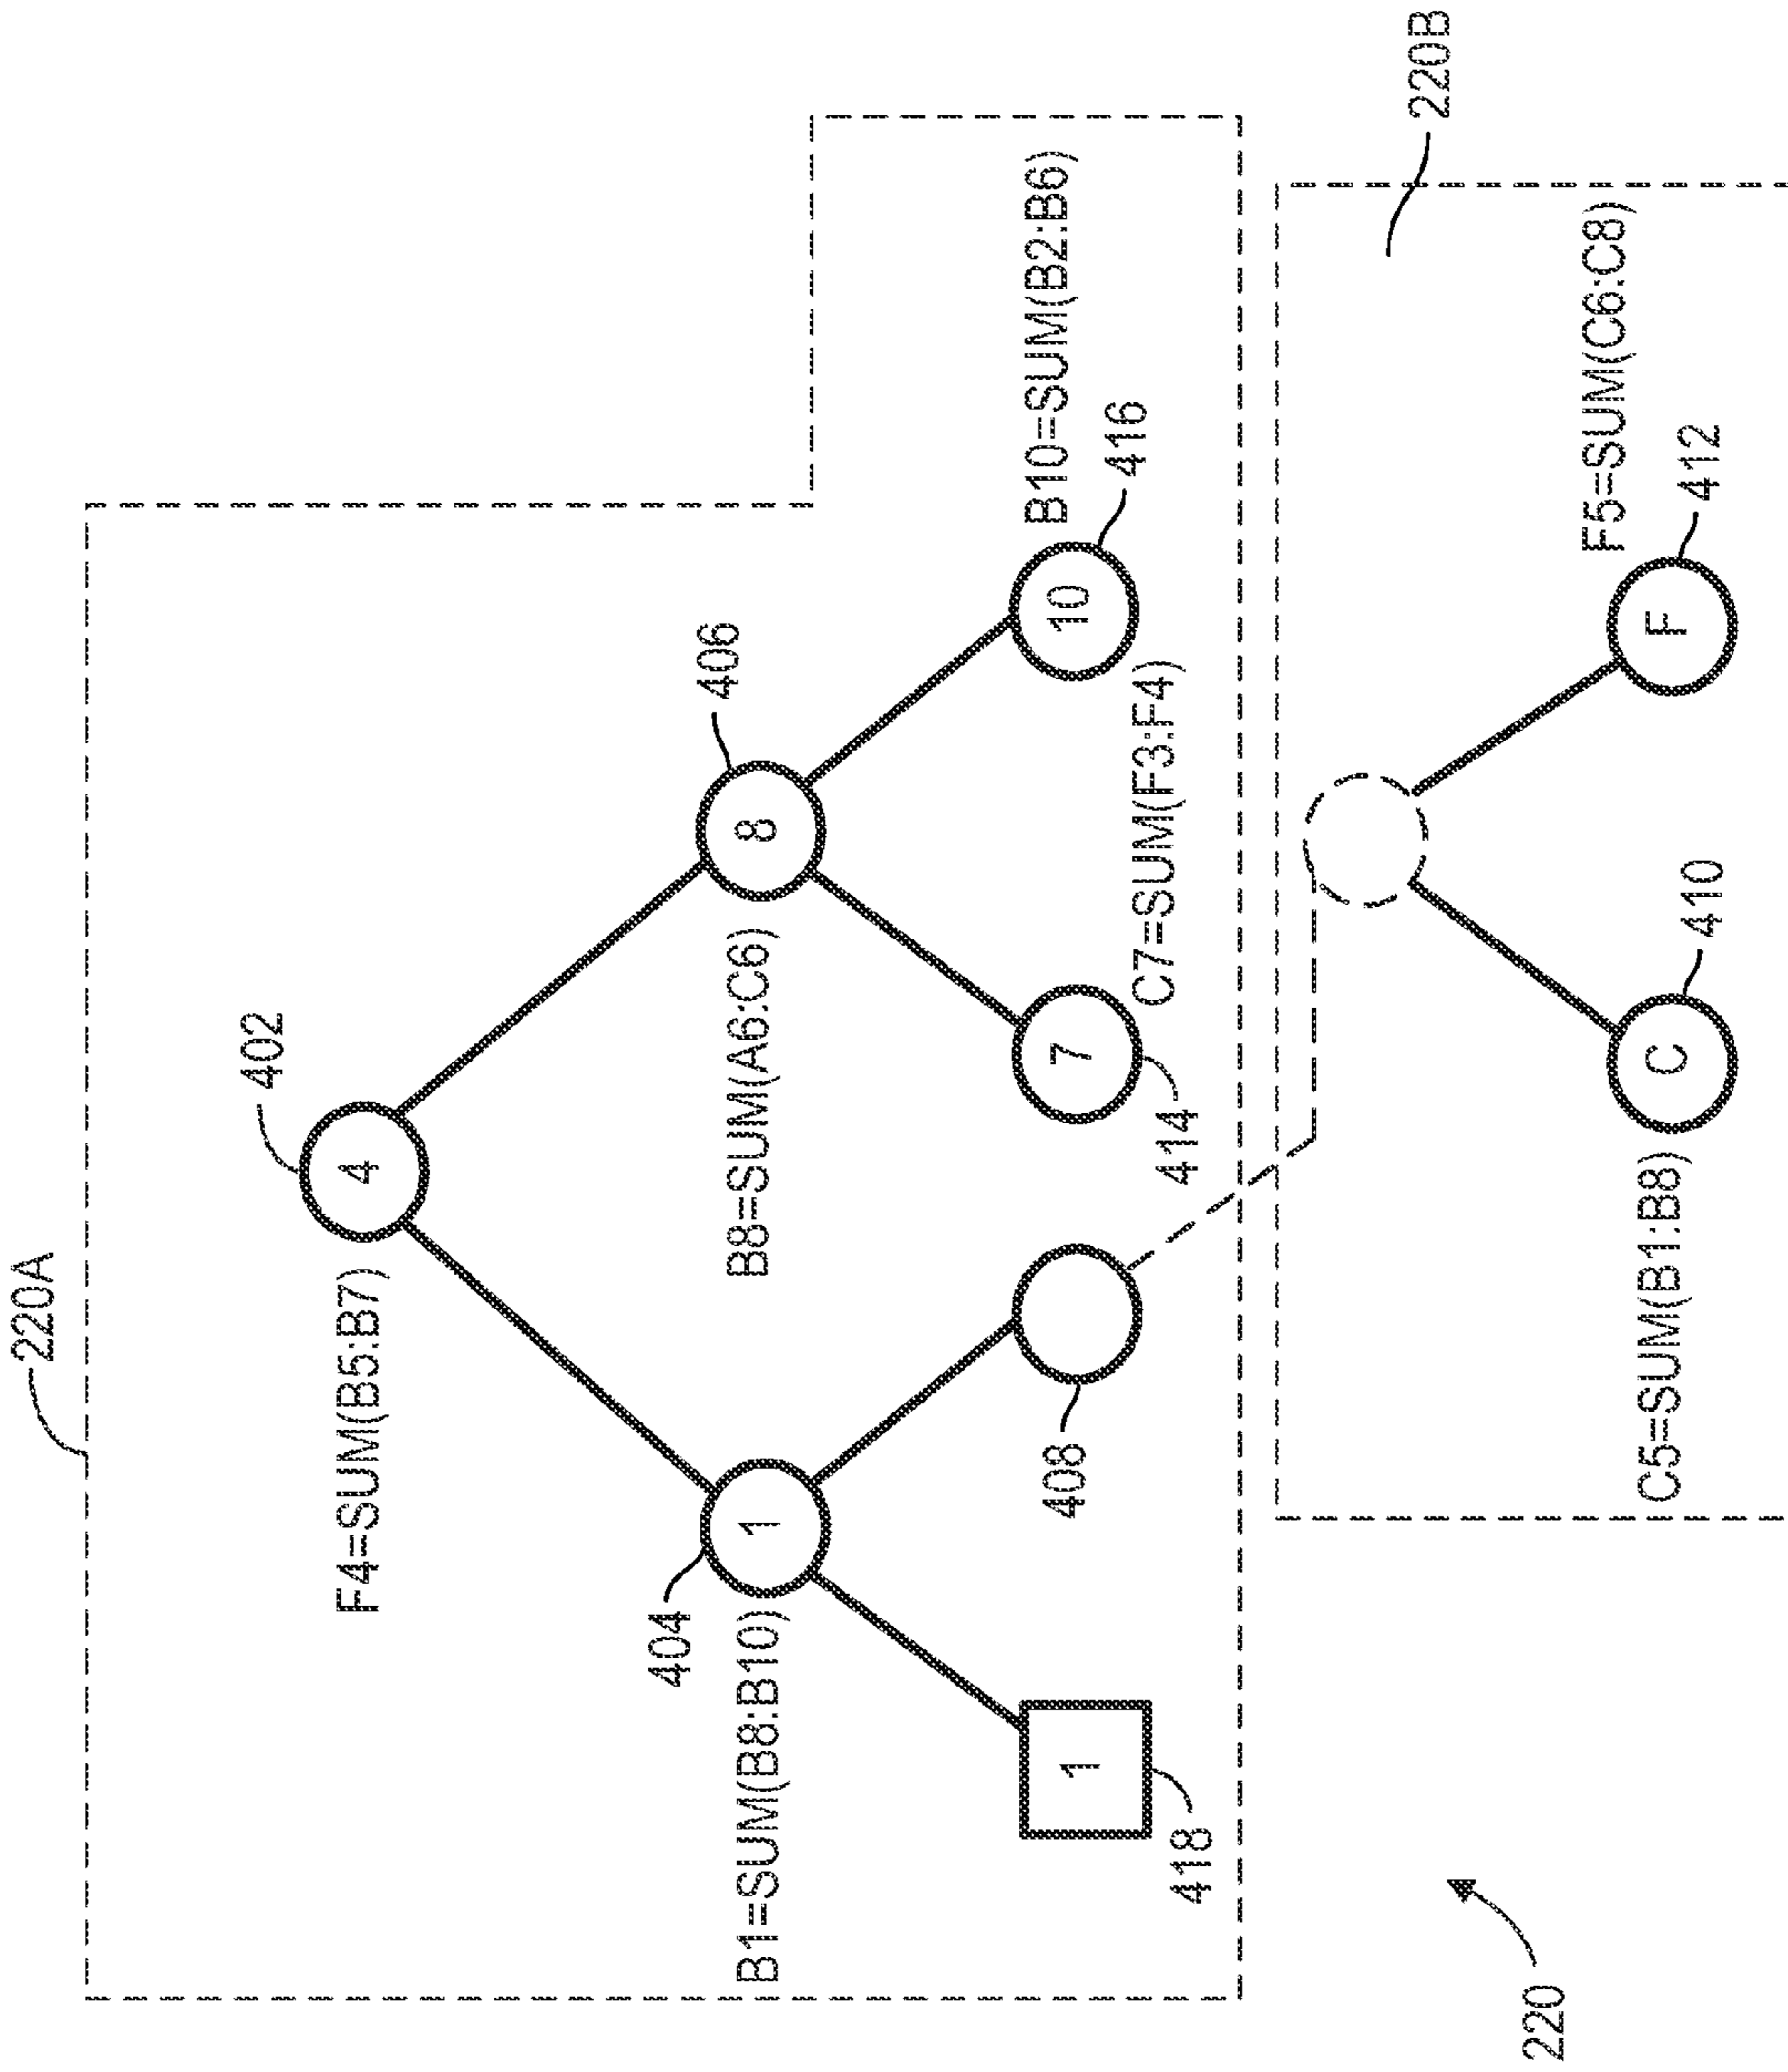 220A
402
4
F4=SUM(B5:B7)
404
1
B1=SUM(B8:B10)
406
8
B8=SUM(A6:C6)
1
418
408
7
414
C7=SUM(F3:F4)
10
416
B10=SUM(B2:B6)
220B
C
410
C5=SUM(B1:B8)
F
412
F5=SUM(C6:C8)
220